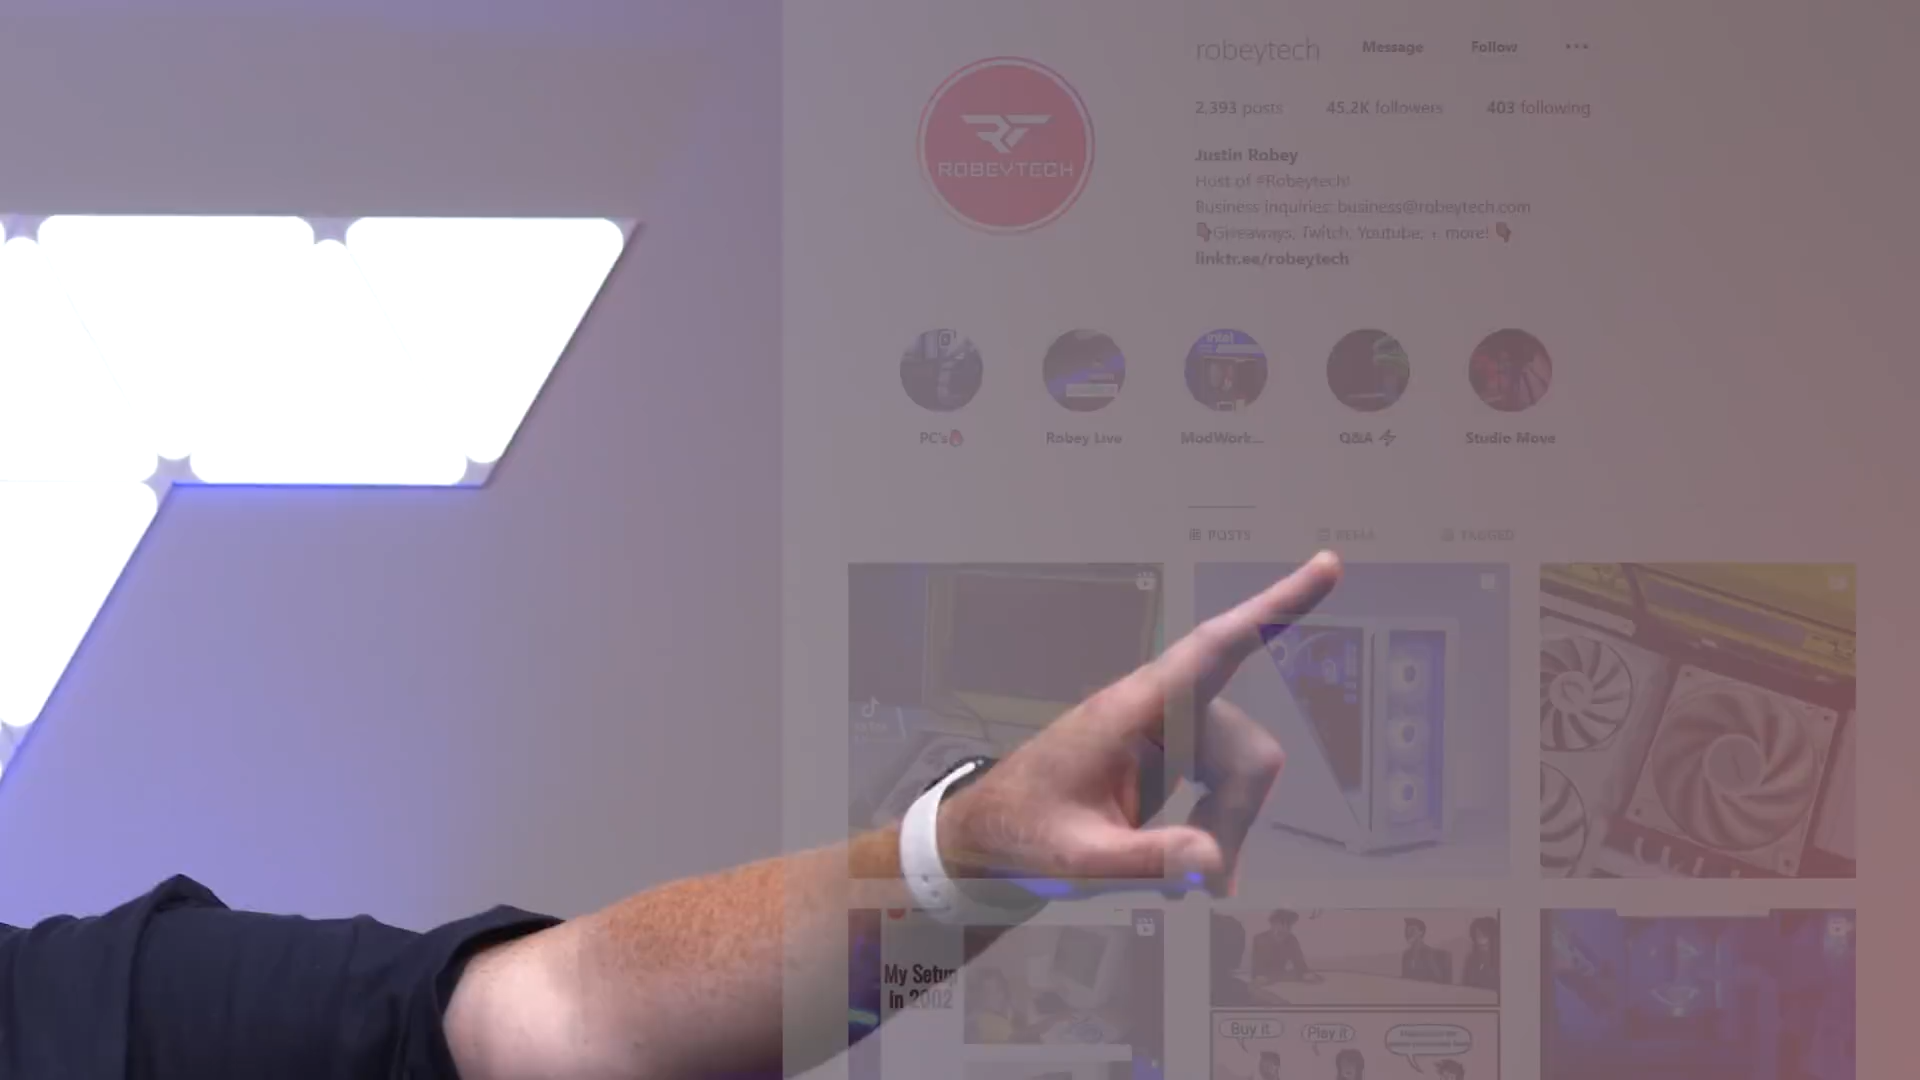 robeytech Message Follow
2,393 posts 45.2K followers 403 following
ROBEYTECH
Justin Robey
Host of #Robeytech!
Business inquiries: business@robeytech.com
Giveaways, Twitch, Youtube, + more!
linktr.ee/robeytech
PC's Robey Live ModWork... Q&A Studio Move
intel
POSTS REELS TAGGED
My Setup
in 2002
Buy it Play it